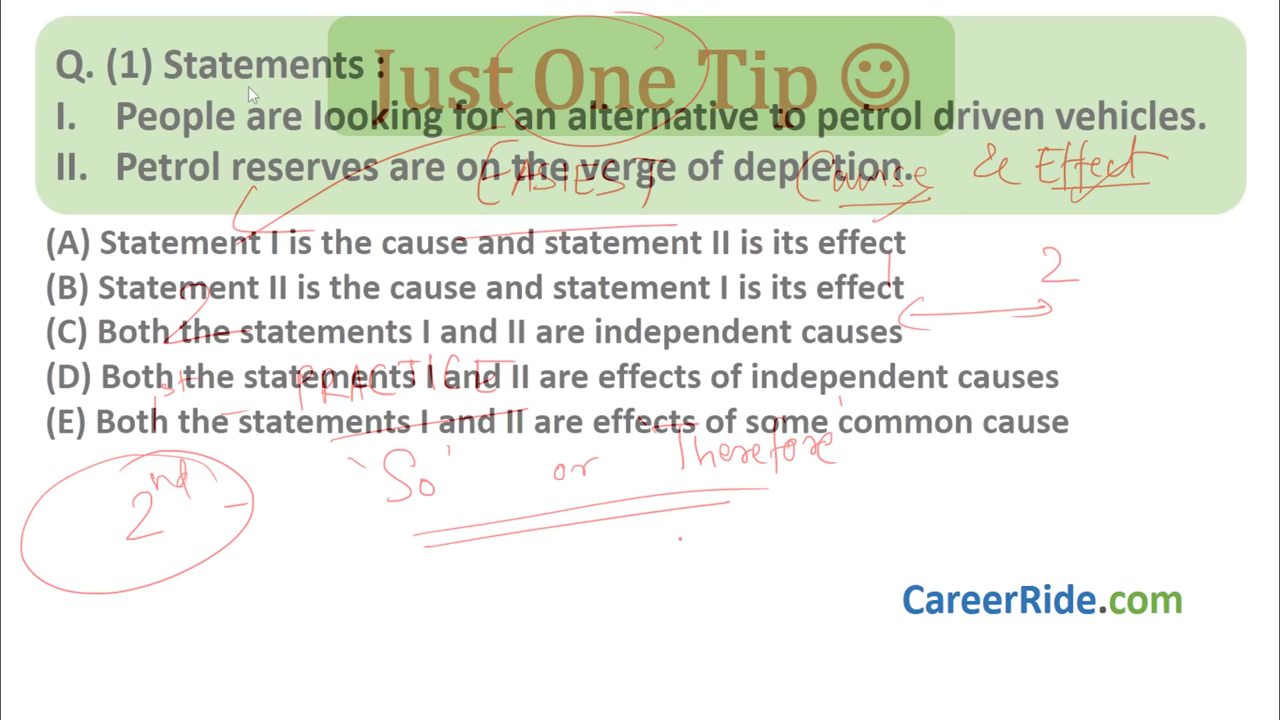 Just One Tip
Q. (1) Statements :
I. People are looking for an alternative to petrol driven vehicles.
II. Petrol reserves are on the verge of depletion.
EASIEST
Cause & Effect
(A) Statement I is the cause and statement II is its effect
(B) Statement II is the cause and statement I is its effect
1 2
2
(C) Both the statements I and II are independent causes
(D) Both the statements I and II are effects of independent causes
1st - PRACTICE
(E) Both the statements I and II are effects of some common cause
2nd - 'So' or 'Therefore'
CareerRide.com